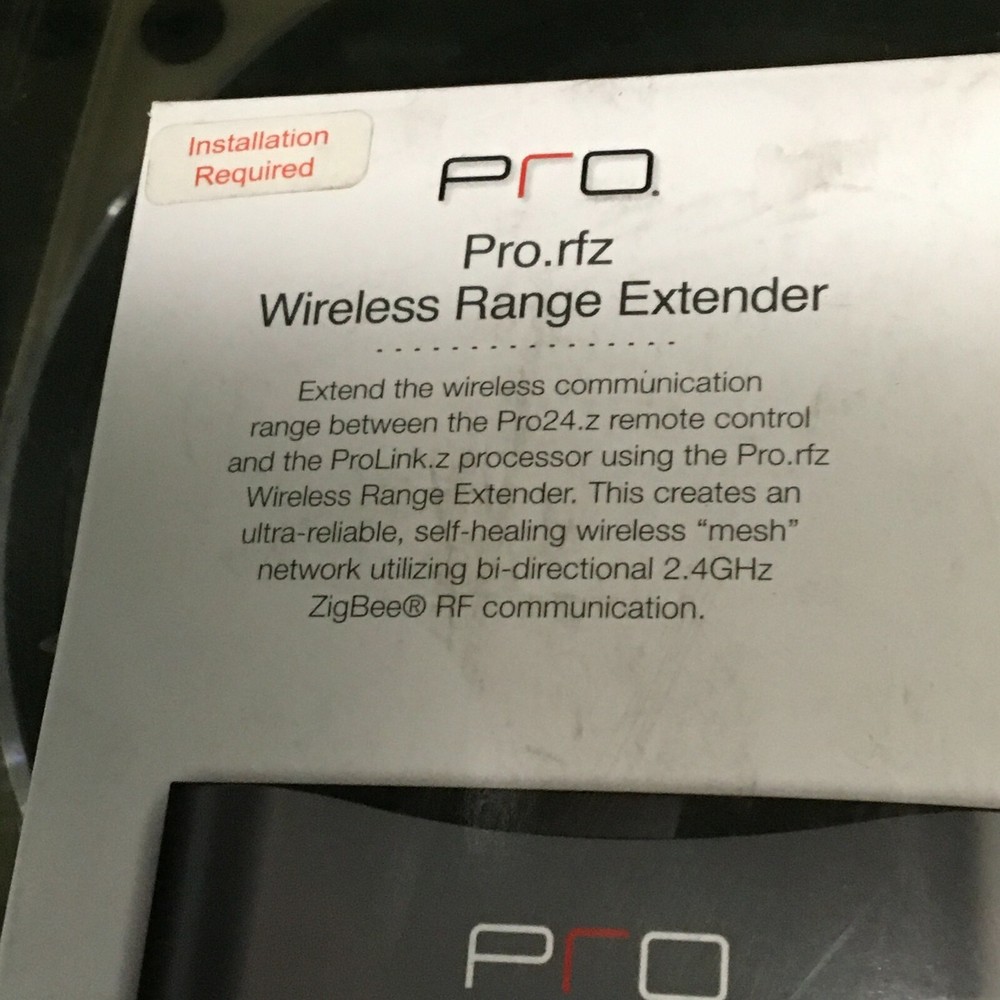 Installation
Required
Pro.
Pro.rfz
Wireless Range Extender
Extend the wireless communication
range between the Pro24.z remote control
and the ProLink.z processor using the Pro.rfz
Wireless Range Extender. This creates an
ultra-reliable, self-healing wireless “mesh”
network utilizing bi-directional 2.4GHz
ZigBee® RF communication.
Pro